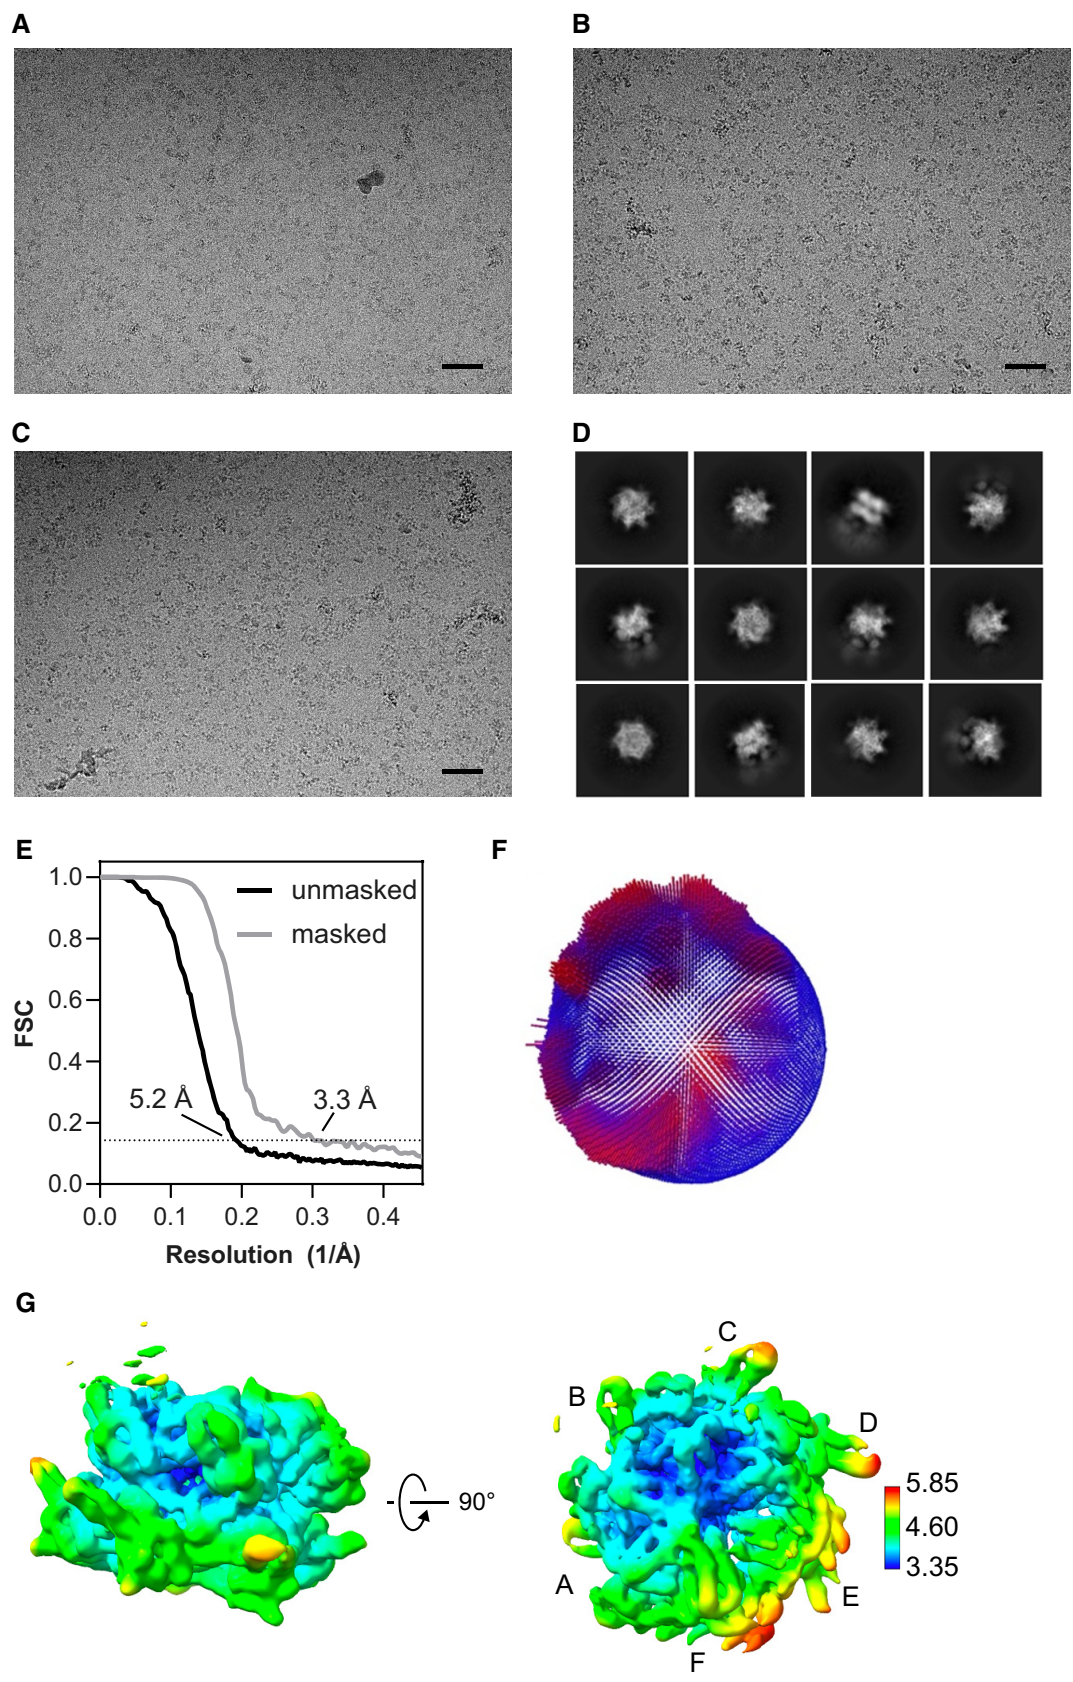 A
B
C
D
E
1.0
0.8
0.6
0.4
0.2
0.0
FSC
unmasked
masked
5.2 Å
3.3 Å
0.0 0.1 0.2 0.3 0.4
Resolution (1/Å)
F
G
90°
C
B
D
A
E
F
5.85
4.60
3.35